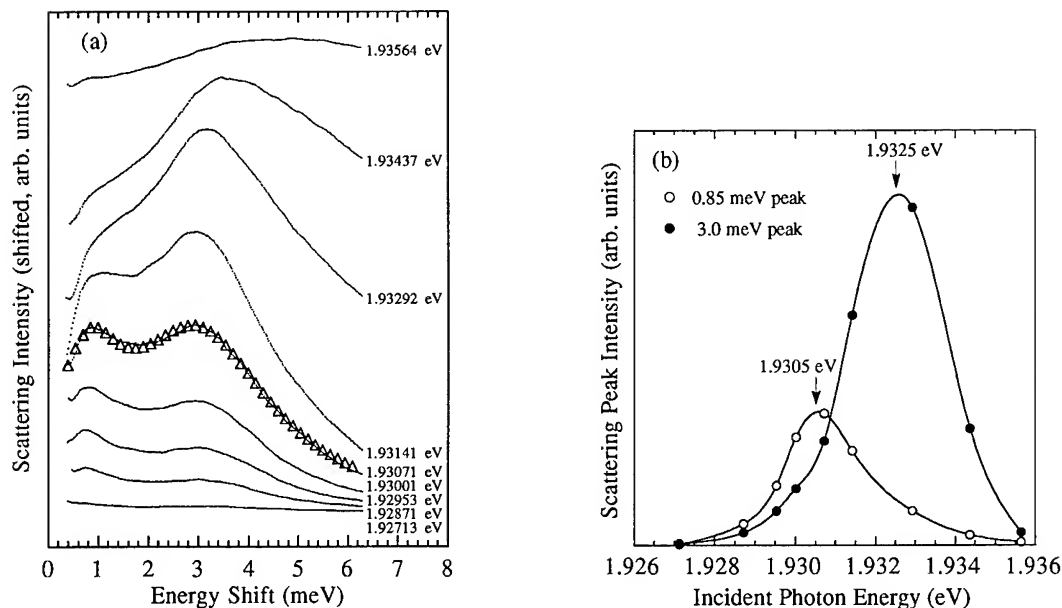 (a)
Scattering Intensity (shifted, arb. units)
1.93564 eV
1.93437 eV
1.93292 eV
1.93141 eV
1.93071 eV
1.93001 eV
1.92953 eV
1.92871 eV
1.92713 eV
0 1 2 3 4 5 6 7 8
Energy Shift (meV)
(b)
Scattering Peak Intensity (arb. units)
1.9325 eV
0.85 meV peak
3.0 meV peak
1.9305 eV
1.926 1.928 1.930 1.932 1.934 1.936
Incident Photon Energy (eV)